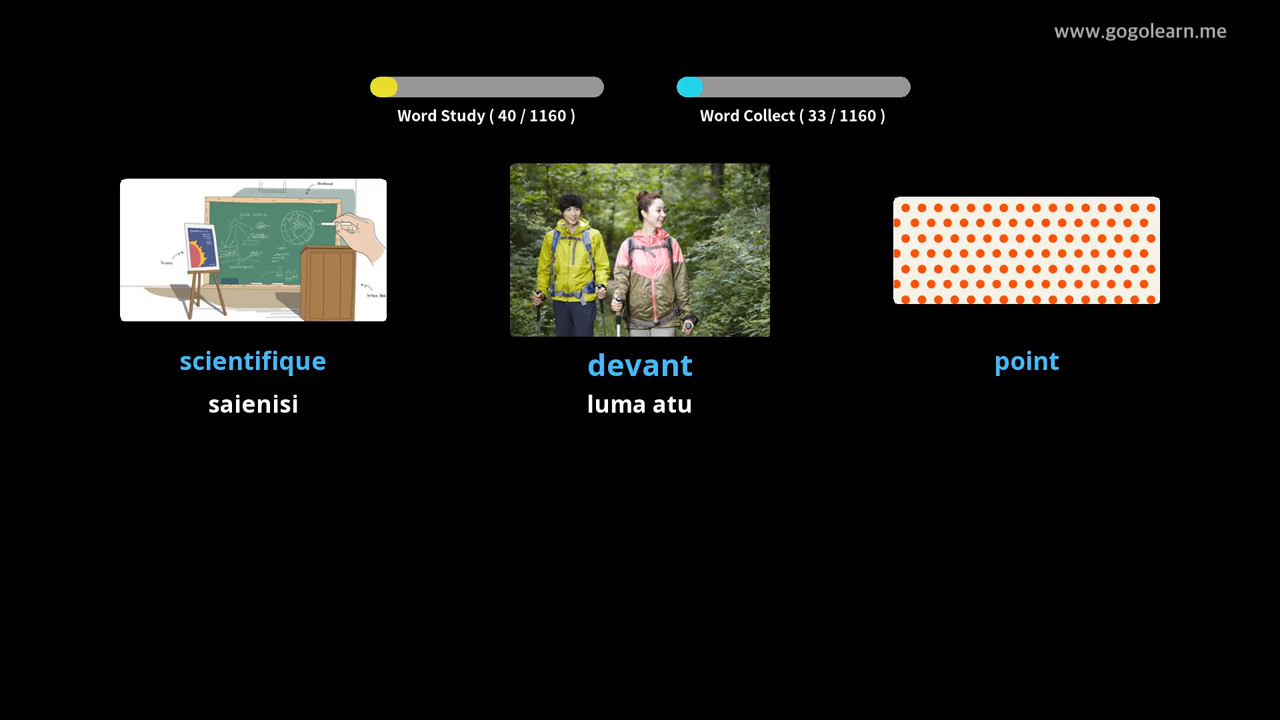 www.gogolearn.me
Word Study ( 40 / 1160 )
Word Collect ( 33 / 1160 )
scientifique
saienisi
devant
luma atu
point